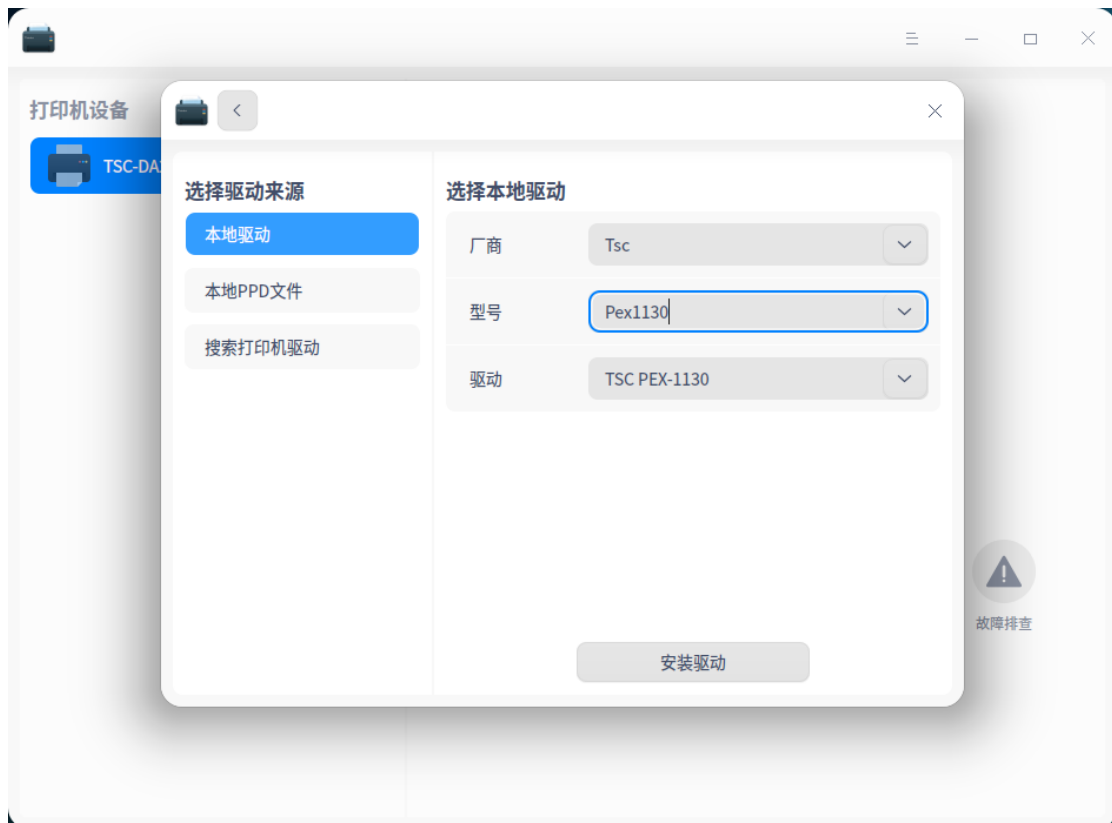 打印机设备
TSC-DA
选择驱动来源
本地驱动
本地PPD文件
搜索打印机驱动
选择本地驱动
厂商
Tsc
型号
Pex1130
驱动
TSC PEX-1130
安装驱动
故障排查